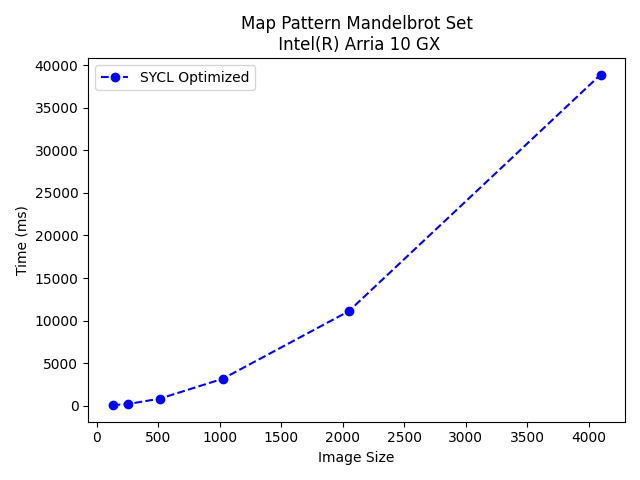 Map Pattern Mandelbrot Set
Intel(R) Arria 10 GX
SYCL Optimized
40000
35000
30000
25000
20000
15000
10000
5000
0
Time (ms)
0 500 1000 1500 2000 2500 3000 3500 4000
Image Size